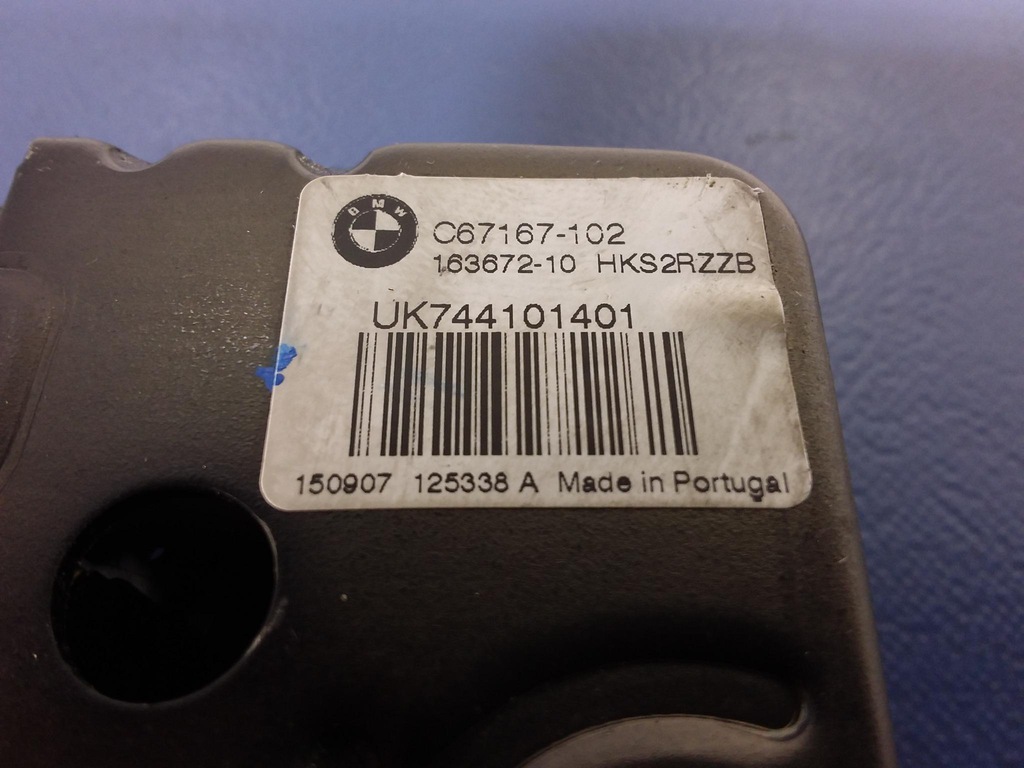 BMW
C67167-102
163672-10 HKS2RZZB
UK744101401
150907 125338 A Made in Portugal